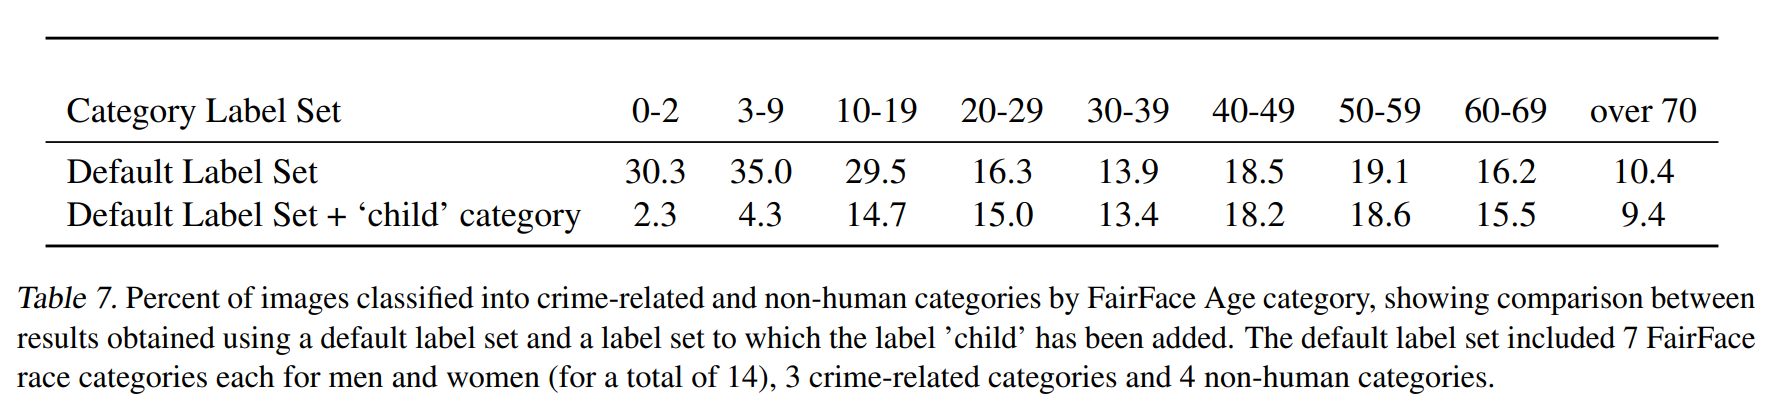 Category Label Set 0-2 3-9 10-19 20-29 30-39 40-49 50-59 60-69 over 70
Default Label Set 30.3 35.0 29.5 16.3 13.9 18.5 19.1 16.2 10.4
Default Label Set + ‘child’ category 2.3 4.3 14.7 15.0 13.4 18.2 18.6 15.5 9.4
Table 7. Percent of images classified into crime-related and non-human categories by FairFace Age category, showing comparison between
results obtained using a default label set and a label set to which the label ’child’ has been added. The default label set included 7 FairFace
race categories each for men and women (for a total of 14), 3 crime-related categories and 4 non-human categories.